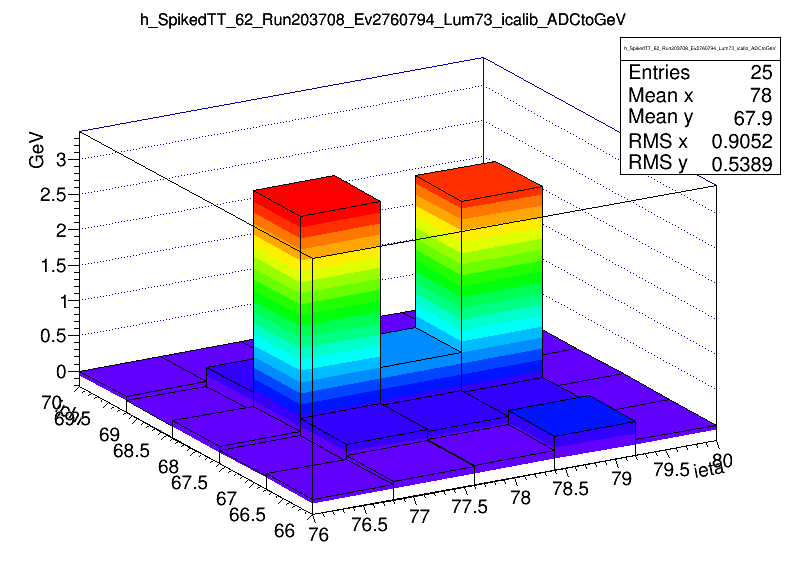 h_SpikedTT_62_Run203708_Ev2760794_Lum73_icalib_ADCtoGeV
h_SpikedTT_62_Run203708_Ev2760794_Lum73_icalib_ADCtoGeV
Entries 25
Mean x 78
Mean y 67.9
RMS x 0.9052
RMS y 0.5389
GeV
3
2.5
2
1.5
1
0.5
0
70
69.5
69
68.5
68
67.5
67
66.5
66
76
76.5
77
77.5
78
78.5
79
79.5
80
ieta